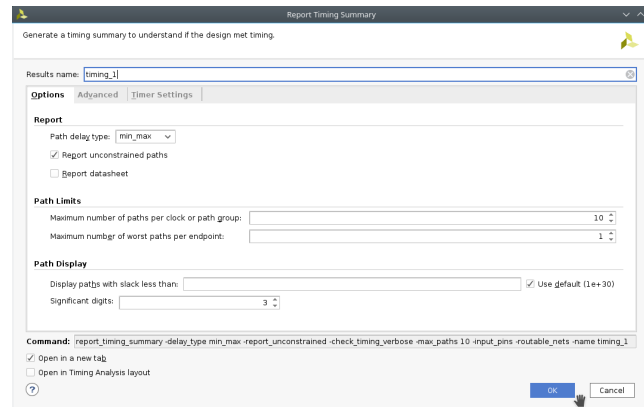 Report Timing Summary
Generate a timing summary to understand if the design met timing.
Results name: timing_1
Options Advanced Timer Settings
Report
Path delay type: min_max
Report unconstrained paths
Report datasheet
Path Limits
Maximum number of paths per clock or path group: 10
Maximum number of worst paths per endpoint: 1
Path Display
Display paths with slack less than: Use default (1e+30)
Significant digits: 3
Command: report_timing_summary -delay_type min_max -report_unconstrained -check_timing_verbose -max_paths 10 -input_pins -routable_nets -name timing_1
Open in a new tab
Open in Timing Analysis layout
? OK Cancel